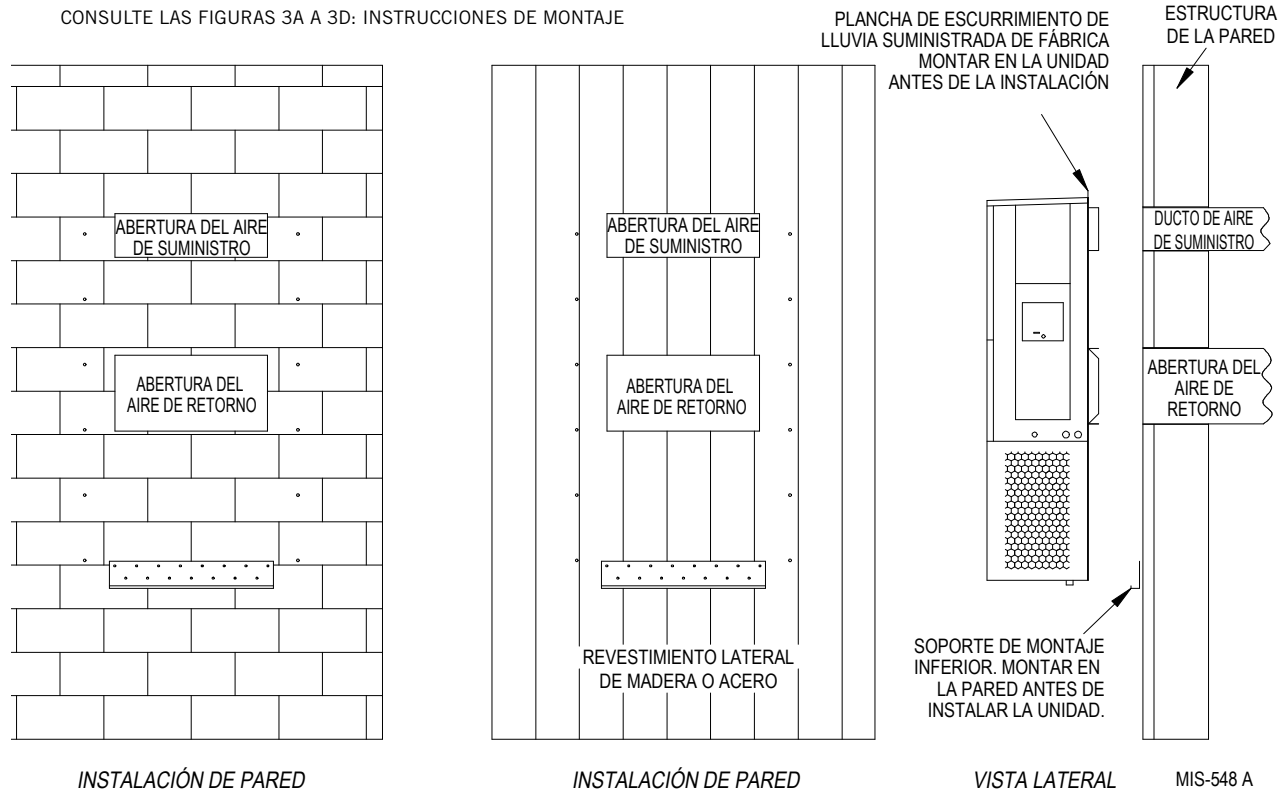 CONSULTE LAS FIGURAS 3A A 3D: INSTRUCCIONES DE MONTAJE
PLANCHA DE ESCURRIMIENTO DE
LLUVIA SUMINISTRADA DE FÁBRICA
MONTAR EN LA UNIDAD
ANTES DE LA INSTALACIÓN
ESTRUCTURA
DE LA PARED
ABERTURA DEL AIRE
DE SUMINISTRO
ABERTURA DEL
AIRE DE RETORNO
ABERTURA DEL AIRE
DE SUMINISTRO
ABERTURA DEL
AIRE DE RETORNO
REVESTIMIENTO LATERAL
DE MADERA O ACERO
DUCTO DE AIRE
DE SUMINISTRO
ABERTURA DEL
AIRE DE
RETORNO
SOPORTE DE MONTAJE
INFERIOR. MONTAR EN
LA PARED ANTES DE
INSTALAR LA UNIDAD.
INSTALACIÓN DE PARED
INSTALACIÓN DE PARED
VISTA LATERAL
MIS-548 A